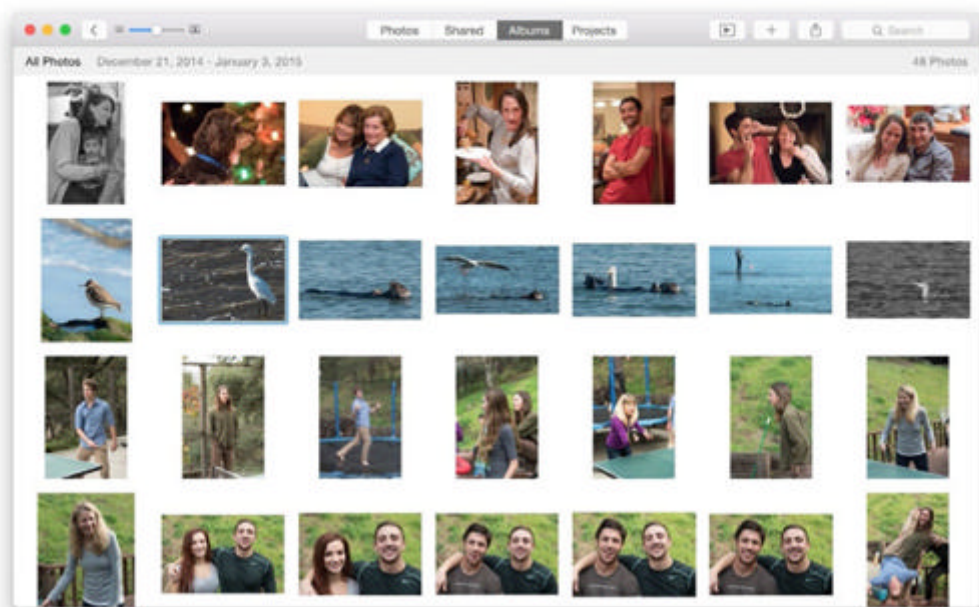 Photos Shared Albums Projects Search
All Photos December 21, 2014 - January 3, 2015 48 Photos